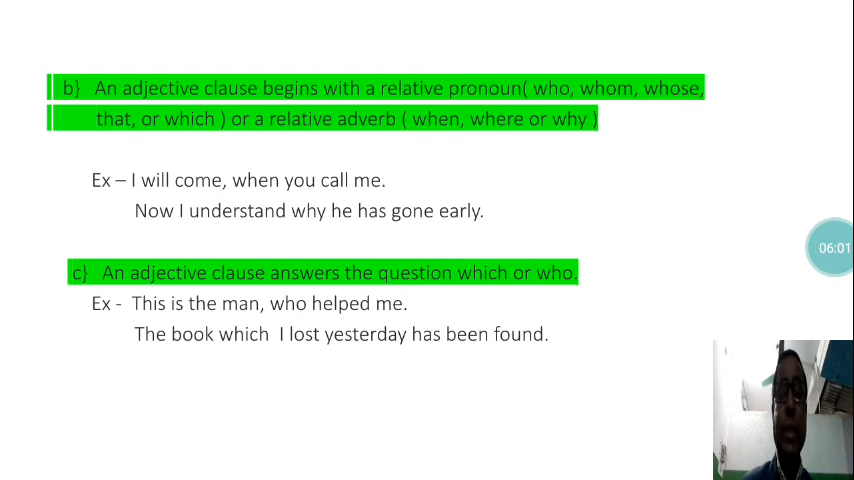 b} An adjective clause begins with a relative pronoun( who, whom, whose,
that, or which ) or a relative adverb ( when, where or why )
Ex – I will come, when you call me.
Now I understand why he has gone early.
06:01
c} An adjective clause answers the question which or who.
Ex - This is the man, who helped me.
The book which I lost yesterday has been found.